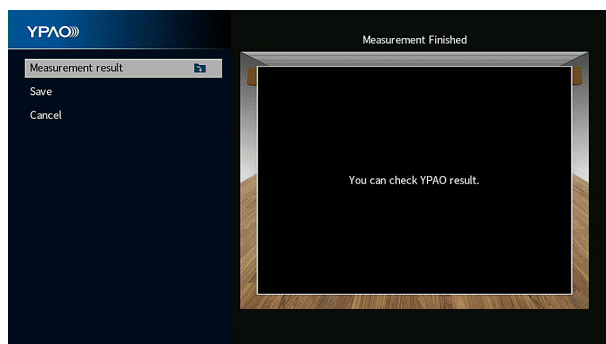 YPAO
Measurement result
Save
Cancel
Measurement Finished
You can check YPAO result.